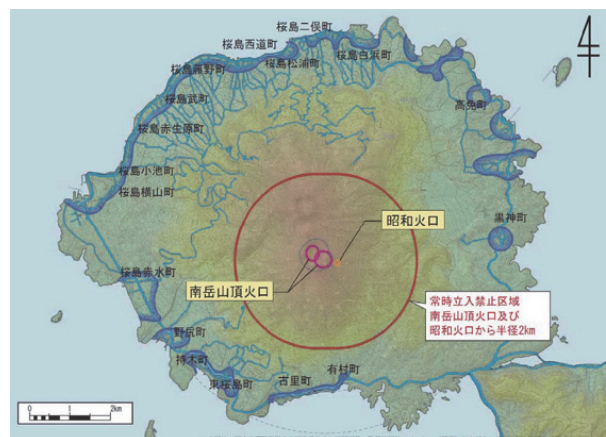 桜島二俣町
桜島西道町
桜島松浦町
桜島白浜町
桜島藤野町
桜島武町
桜島赤生原町
高免町
桜島小池町
桜島横山町
昭和火口
黒神町
桜島赤水町
南岳山頂火口
常時立入禁止区域
南岳山頂火口及び
昭和火口から半径2km
野尻町
持木町
東桜島町
古里町
有村町
0 1 2km